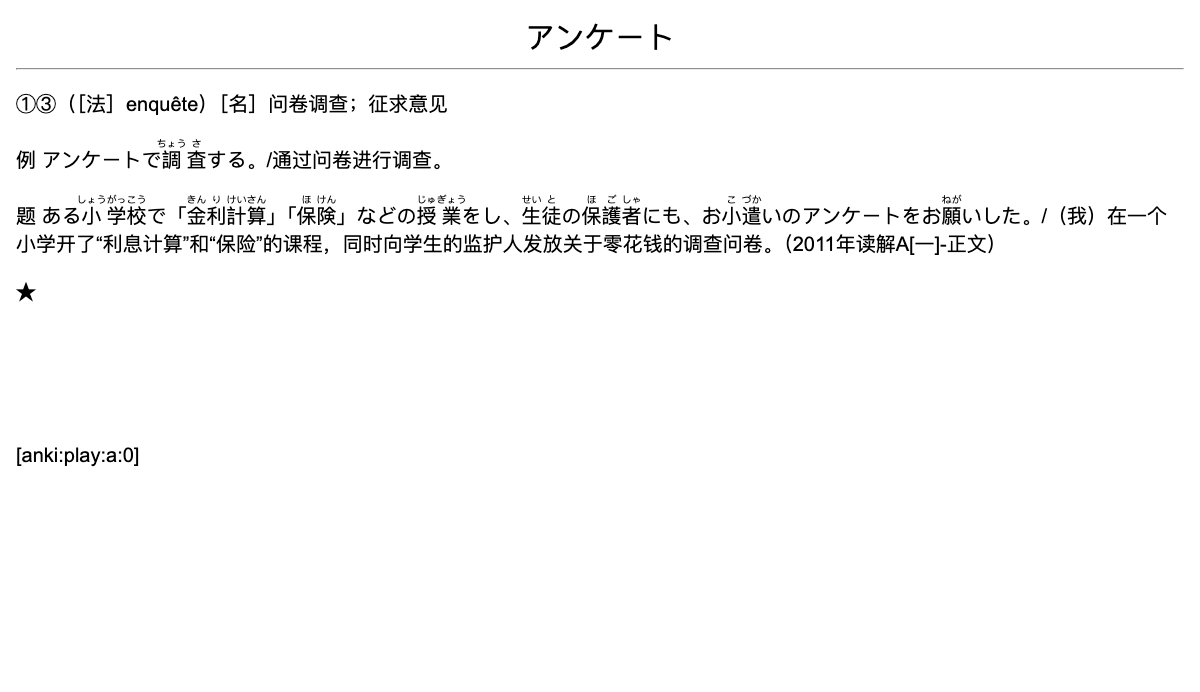 アンケート
①③（［法］enquête）［名］问卷调查；征求意见
例 アンケートで調査する。/通过问卷进行调查。
ちょう さ
題 ある小学校で「金利計算」「保険」などの授業をし、生徒の保護者にも、お小遣いのアンケートをお願いした。/（我）在一个
しょうがっこう きん り けいさん ほ けん じゅぎょう せい と ほ ご しゃ こ づか ねが
小学开了“利息计算”和“保险”的课程，同时向学生的监护人发放关于零花钱的调查问卷。（2011年读解A[一]-正文）
★
[anki:play:a:0]